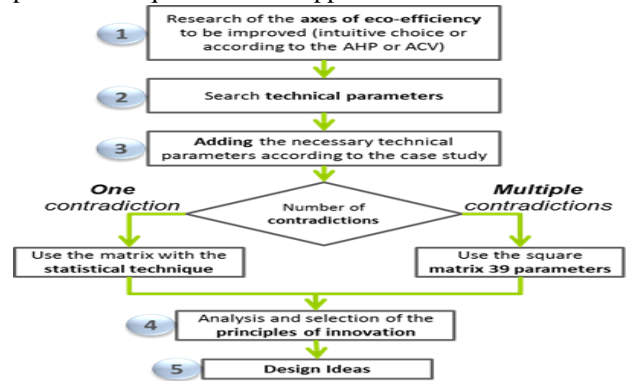 1
Research of the axes of eco-efficiency
to be improved (intuitive choice or
according to the AHP or ACV)
2
Search technical parameters
3
Adding the necessary technical
parameters according to the case study
One
contradiction
Number of
contradictions
Multiple
contradictions
Use the matrix with the
statistical technique
Use the square
matrix 39 parameters
4
Analysis and selection of the
principles of innovation
5
Design Ideas